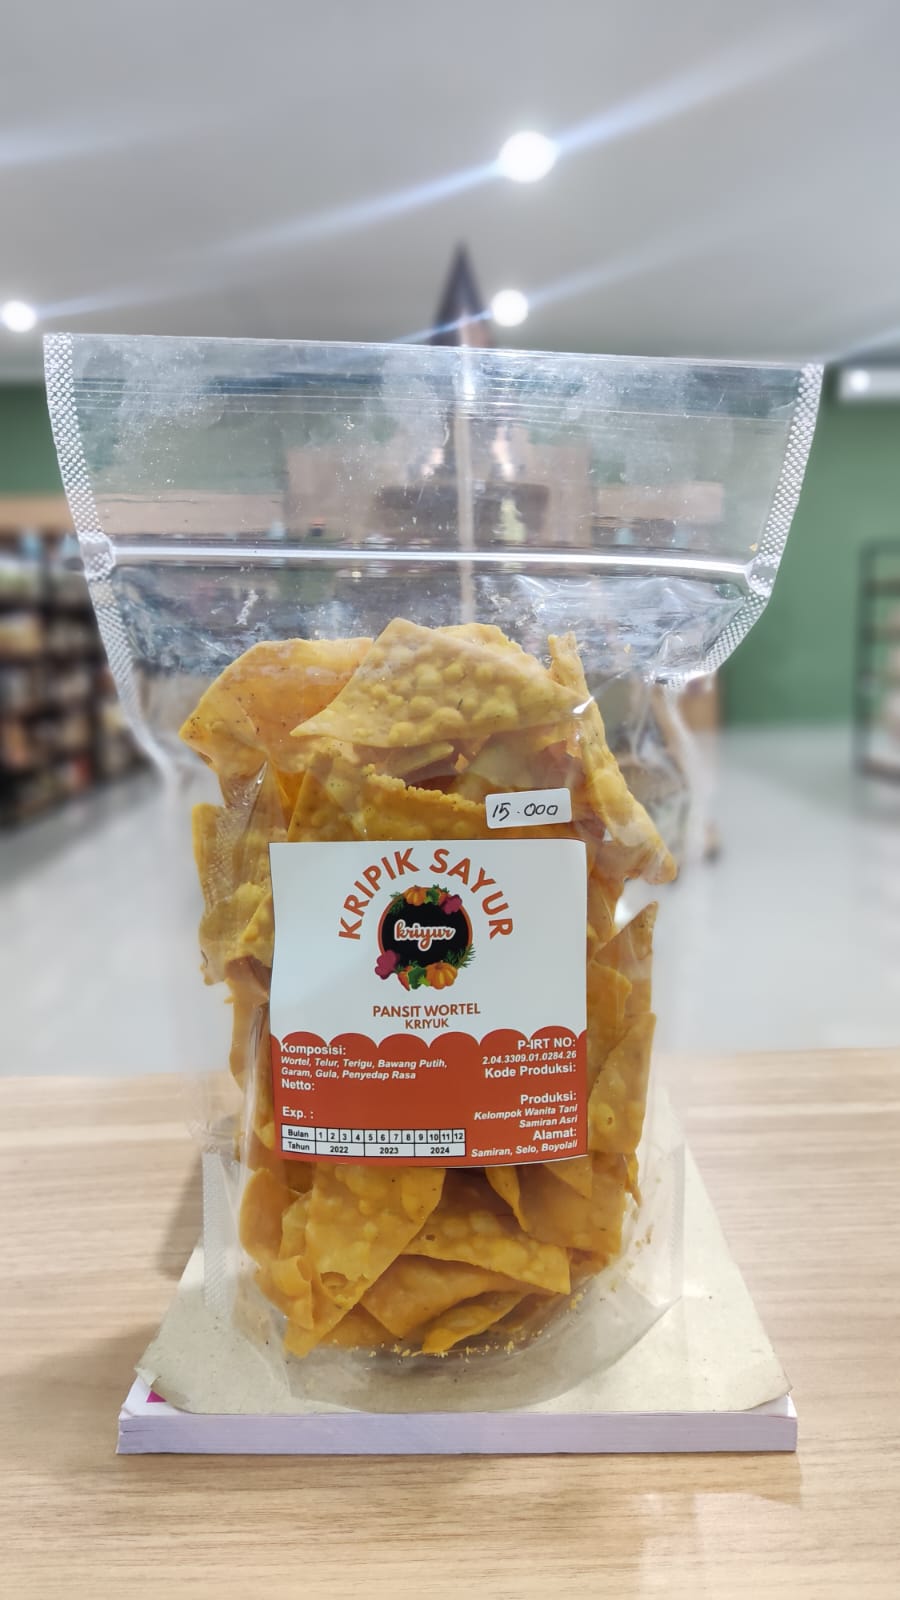 15.000
KRIPIK SAYUR
kriyur
PANSIT WORTEL
KRIYUK
Komposisi:
Wortel, Telur, Terigu, Bawang Putih,
Garam, Gula, Penyedap Rasa
Netto:
Exp. :
Bulan 1 2 3 4 5 6 7 8 9 10 11 12
Tahun 2022 2023 2024
P-IRT NO:
2.04.3309.01.0284.26
Kode Produksi:
Produksi:
Kelompok Wanita Tani
Samiran Asri
Alamat:
Samiran, Selo, Boyolali